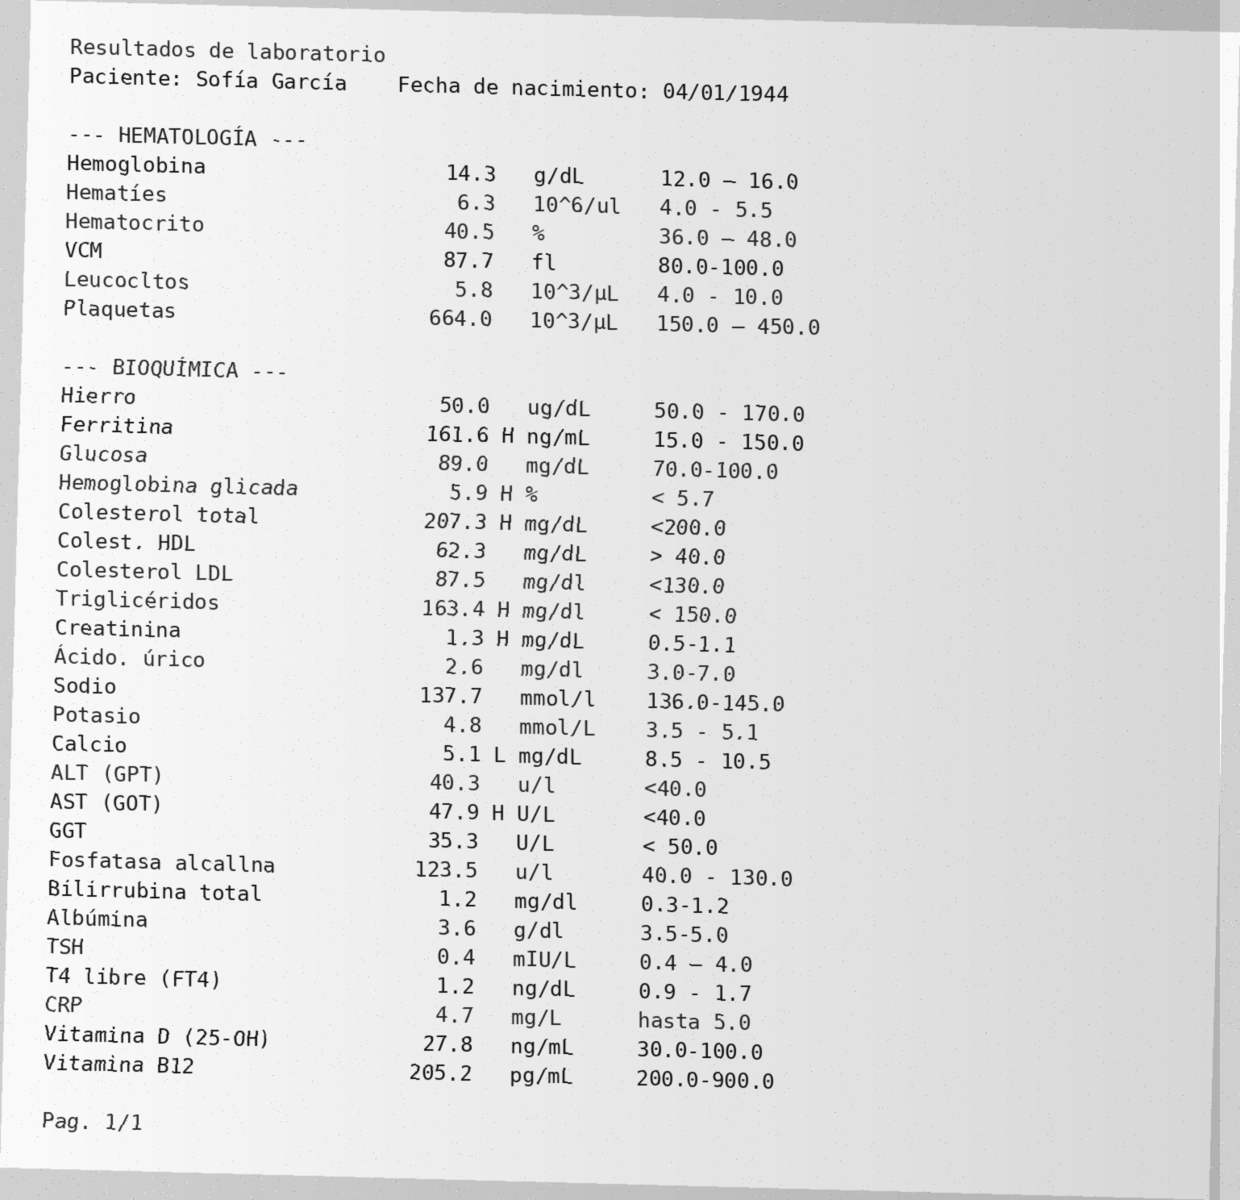 Resultados de laboratorio
Paciente: Sofía García    Fecha de nacimiento: 04/01/1944

--- HEMATOLOGÍA ---
Hemoglobina    14.3    g/dL    12.0 – 16.0
Hematíes    6.3    10^6/ul    4.0 - 5.5
Hematocrito    40.5    %    36.0 – 48.0
VCM    87.7    fl    80.0-100.0
Leucocltos    5.8    10^3/µL    4.0 - 10.0
Plaquetas    664.0    10^3/µL    150.0 – 450.0

--- BIOQUÍMICA ---
Hierro    50.0    ug/dL    50.0 - 170.0
Ferritina    161.6 H ng/mL    15.0 - 150.0
Glucosa    89.0    mg/dL    70.0-100.0
Hemoglobina glicada    5.9 H %    < 5.7
Colesterol total    207.3 H mg/dL    <200.0
Colest. HDL    62.3    mg/dL    > 40.0
Colesterol LDL    87.5    mg/dl    <130.0
Triglicéridos    163.4 H mg/dl    < 150.0
Creatinina    1.3 H mg/dL    0.5-1.1
Ácido. úrico    2.6    mg/dl    3.0-7.0
Sodio    137.7    mmol/l    136.0-145.0
Potasio    4.8    mmol/L    3.5 - 5.1
Calcio    5.1 L mg/dL    8.5 - 10.5
ALT (GPT)    40.3    u/l    <40.0
AST (GOT)    47.9 H U/L    <40.0
GGT    35.3    U/L    < 50.0
Fosfatasa alcallna    123.5    u/l    40.0 - 130.0
Bilirrubina total    1.2    mg/dl    0.3-1.2
Albúmina    3.6    g/dl    3.5-5.0
TSH    0.4    mIU/L    0.4 – 4.0
T4 libre (FT4)    1.2    ng/dL    0.9 - 1.7
CRP    4.7    mg/L    hasta 5.0
Vitamina D (25-OH)    27.8    ng/mL    30.0-100.0
Vitamina B12    205.2    pg/mL    200.0-900.0

Pag. 1/1